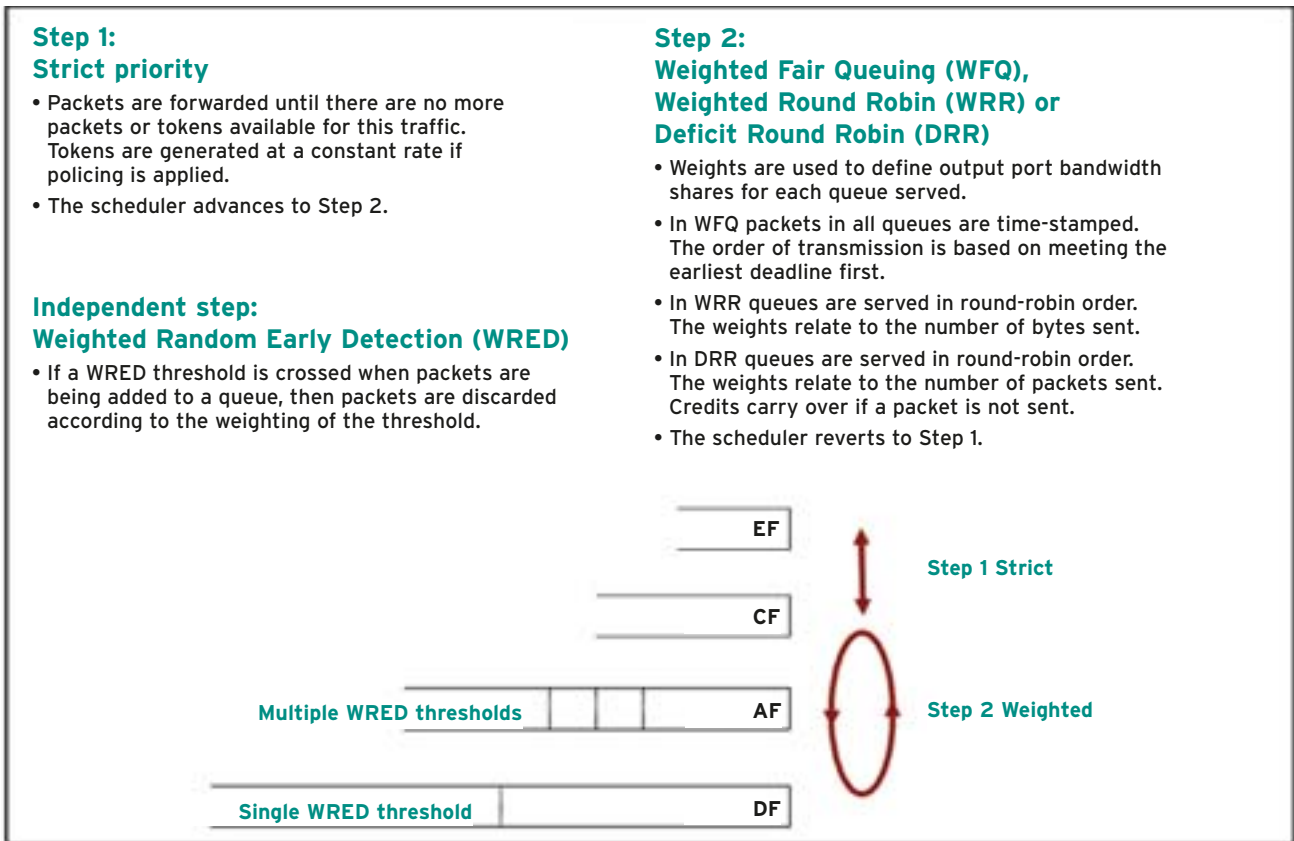 Step 1:
Strict priority
• Packets are forwarded until there are no more
packets or tokens available for this traffic.
Tokens are generated at a constant rate if
policing is applied.
• The scheduler advances to Step 2.
Independent step:
Weighted Random Early Detection (WRED)
• If a WRED threshold is crossed when packets are
being added to a queue, then packets are discarded
according to the weighting of the threshold.
Step 2:
Weighted Fair Queuing (WFQ),
Weighted Round Robin (WRR) or
Deficit Round Robin (DRR)
• Weights are used to define output port bandwidth
shares for each queue served.
• In WFQ packets in all queues are time-stamped.
The order of transmission is based on meeting the
earliest deadline first.
• In WRR queues are served in round-robin order.
The weights relate to the number of bytes sent.
• In DRR queues are served in round-robin order.
The weights relate to the number of packets sent.
Credits carry over if a packet is not sent.
• The scheduler reverts to Step 1.
EF
Step 1 Strict
CF
Multiple WRED thresholds
AF
Step 2 Weighted
Single WRED threshold
DF